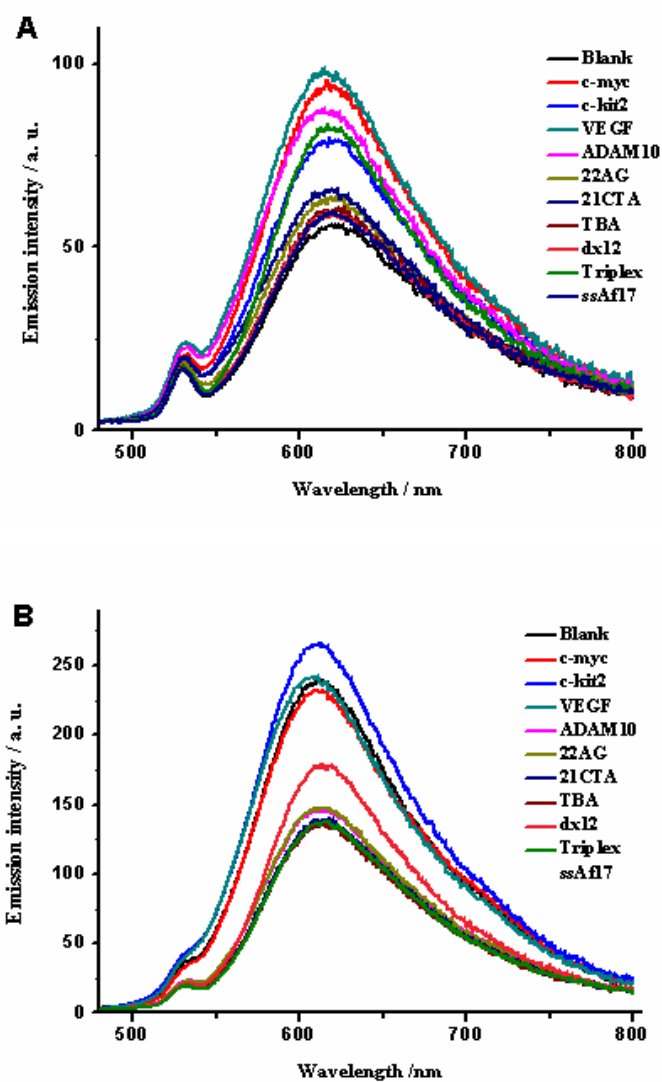 A
100
50
0
500
600
700
800
Emission intensity / a. u.
Wavelength / nm
Blank
c-myc
c-kit2
VEGF
ADAM10
22AG
21CTA
TBA
dx12
Triplex
ssAf17
B
250
200
150
100
50
0
500
600
700
800
Emission intensity / a. u.
Wavelength /nm
Blank
c-myc
c-kit2
VEGF
ADAM10
22AG
21CTA
TBA
dx12
Triplex
ssAf17